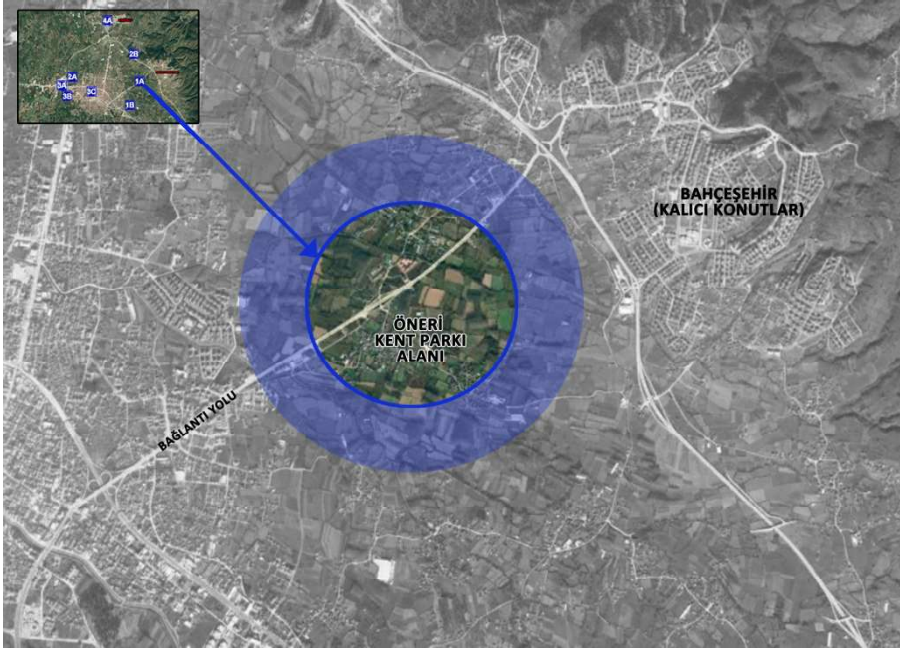 4A
2B
2A
1A
3A
3C
3B
1B
BAHÇEŞEHİR
(KALICI KONUTLAR)
ÖNERİ
KENT PARKI
ALANI
BAĞLANTI YOLU